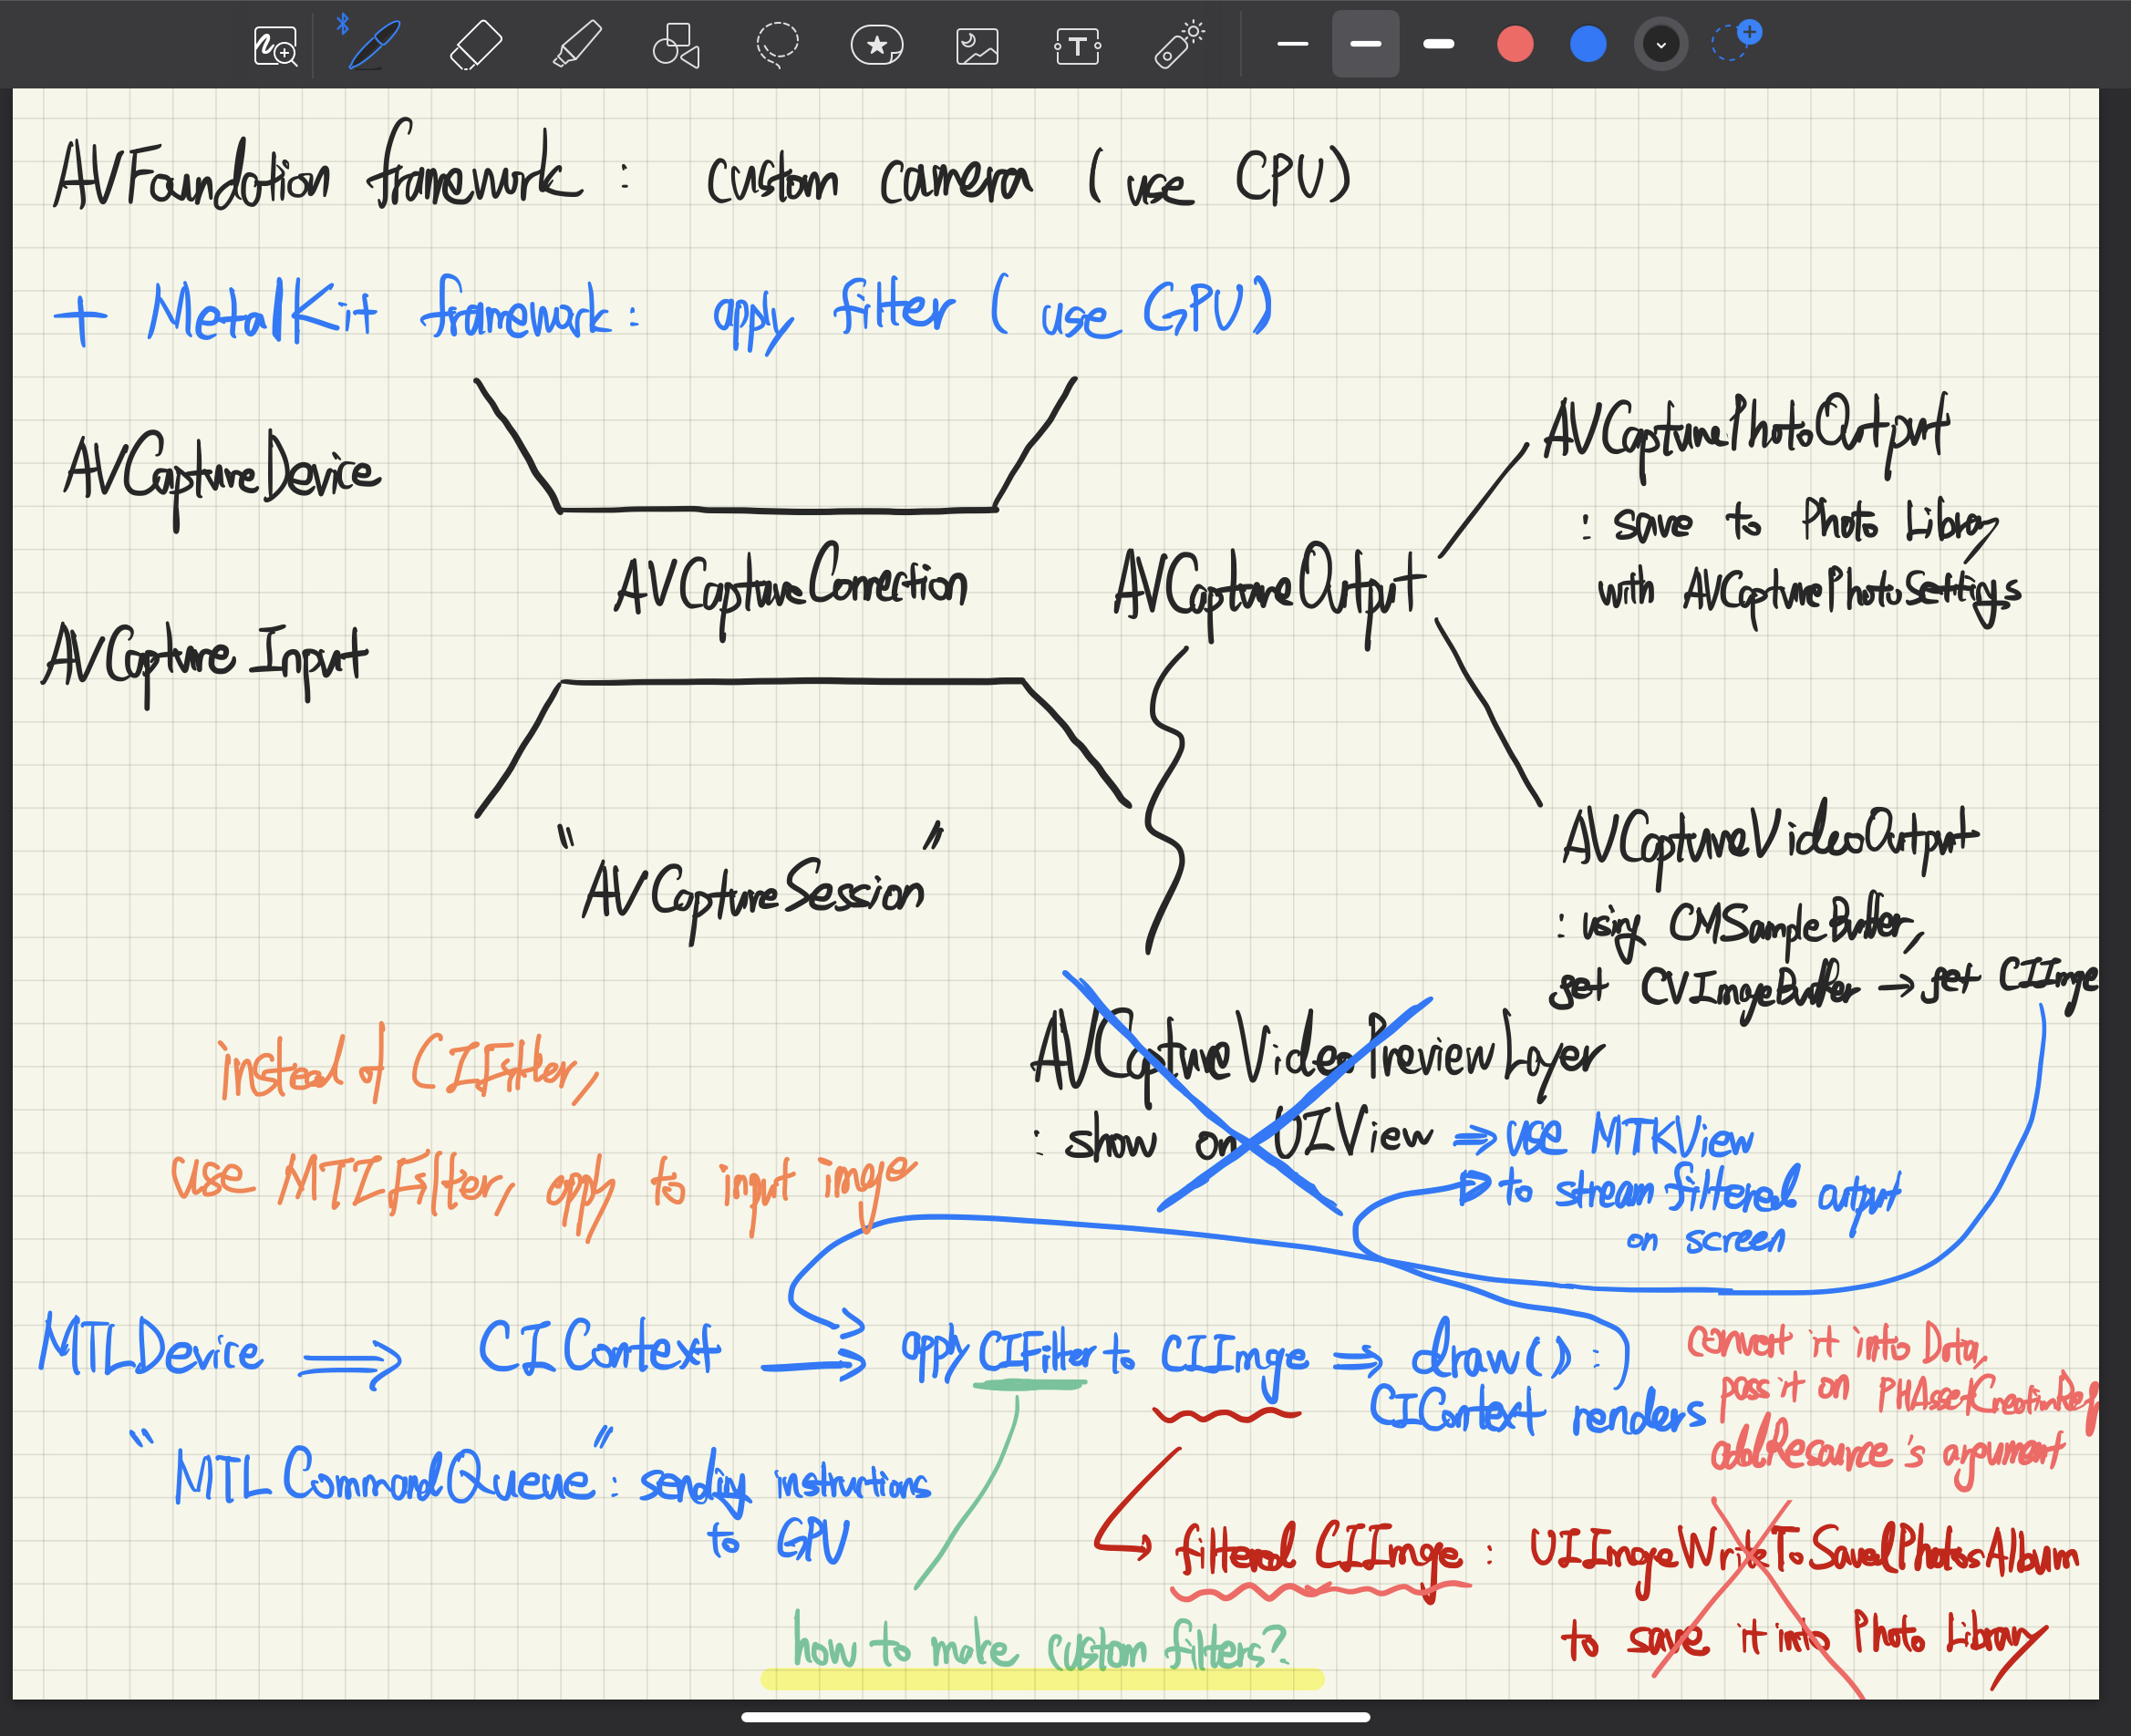 AVFoundation framework : custom camera (use CPU)
+ MetalKit framework : apply filter (use GPU)
AVCaptureDevice
AVCapture Input
AVCaptureConnection
"AVCaptureSession"
AVCaptureOutput
AVCapturePhotoOutput
: save to Photo Library
with AVCapturePhotoSettings
AVCaptureVideoOutput
: using CMSampleBuffer,
get CVImageBuffer → get CIImage
AVCaptureVideoPreviewLayer
: show on UIView ⇒ use MTKView
⇒ to stream filtered output
on screen
instead of CIFilter,
use MTLFilter, apply to input image
MTLDevice ⇒ CIContext ⇒ apply CIFilter to CIImage ⇒ draw() :
CIContext renders
"MTLCommandQueue" : sending instructions
to GPU
convert it into Data,
pass it on PHAssetCreationReq
addResource's argument
→ filtered CIImage : UIImageWriteToSavedPhotosAlbum
to save it into Photo Library
how to make custom filters?